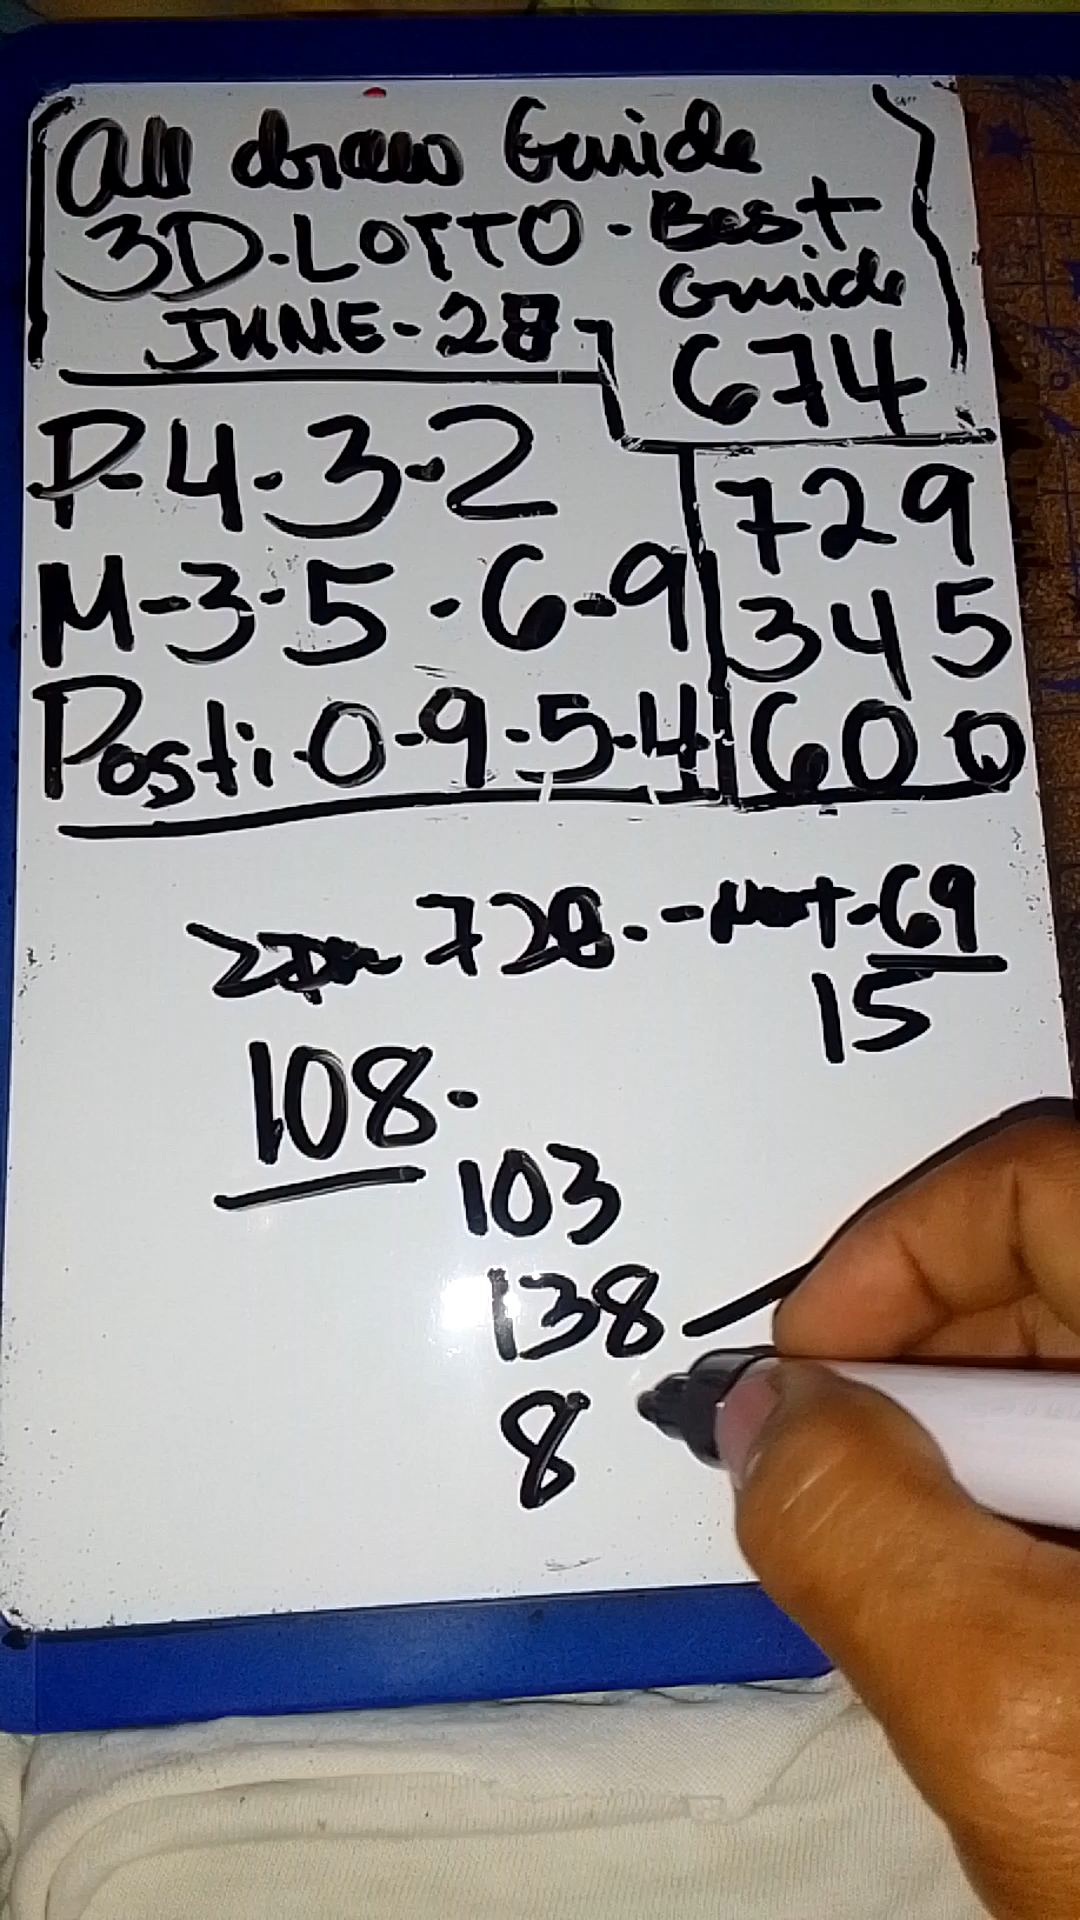 All draw Guide
3D-LOTTO - Best
Guide
JUNE-28
674
P-4-3-2
729
M-3-5-6-9
345
Posti-0-9-5-4
600
728. - -69
15
108.
103
138
8